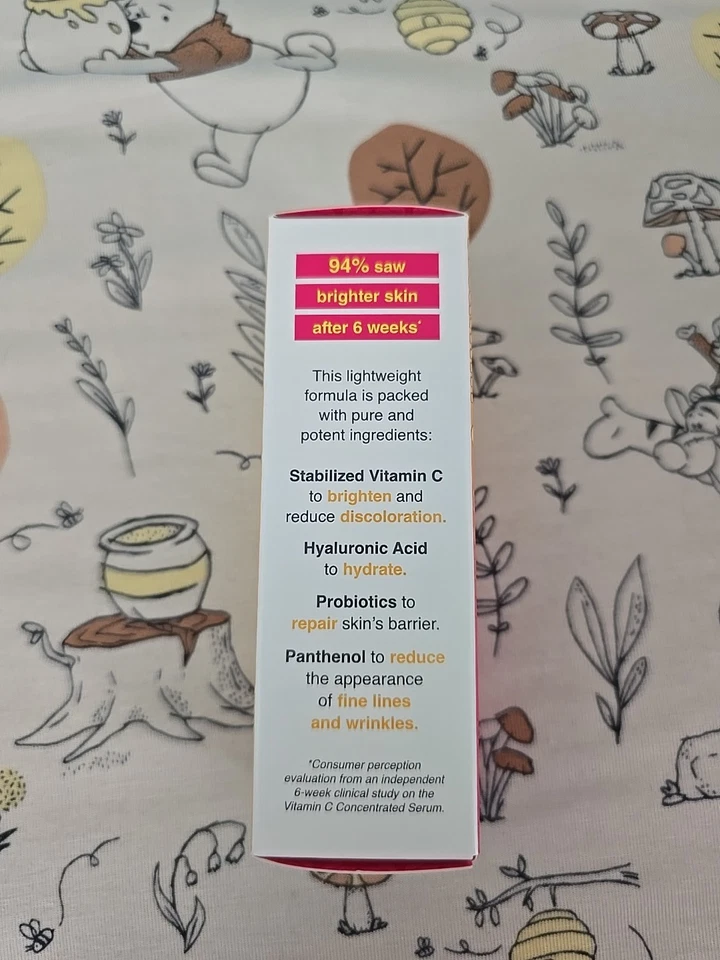 94% saw
brighter skin
after 6 weeks*
This lightweight
formula is packed
with pure and
potent ingredients:
Stabilized Vitamin C
to brighten and
reduce discoloration.
Hyaluronic Acid
to hydrate.
Probiotics to
repair skin's barrier.
Panthenol to reduce
the appearance
of fine lines
and wrinkles.
*Consumer perception
evaluation from an independent
6-week clinical study on the
Vitamin C Concentrated Serum.